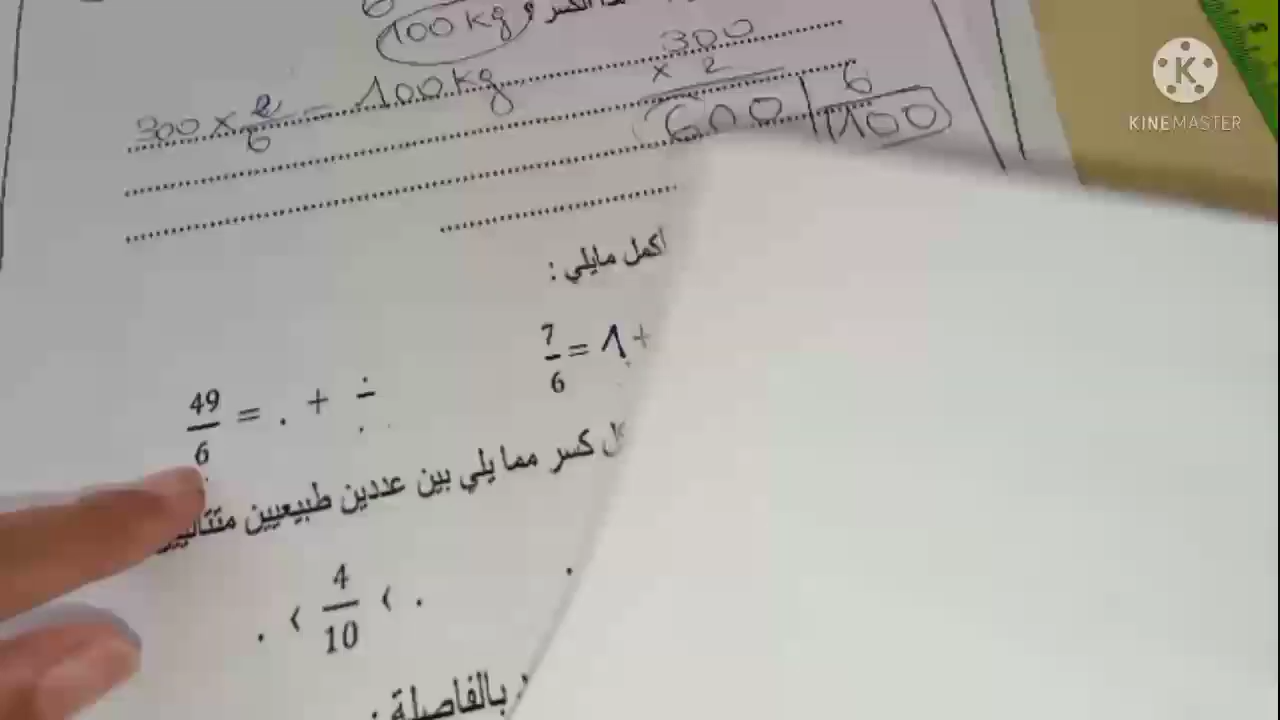 100 kg
300
× 2
300 × 2/6 = 100 kg
600 | 6
100
KINEMASTER
أكمل مايلي :
7/6 = 1 +
49/6 = . + ./.
كسر مما يلي بين عددين طبيعيين
. < 4/10 < .
بالفاصلة :